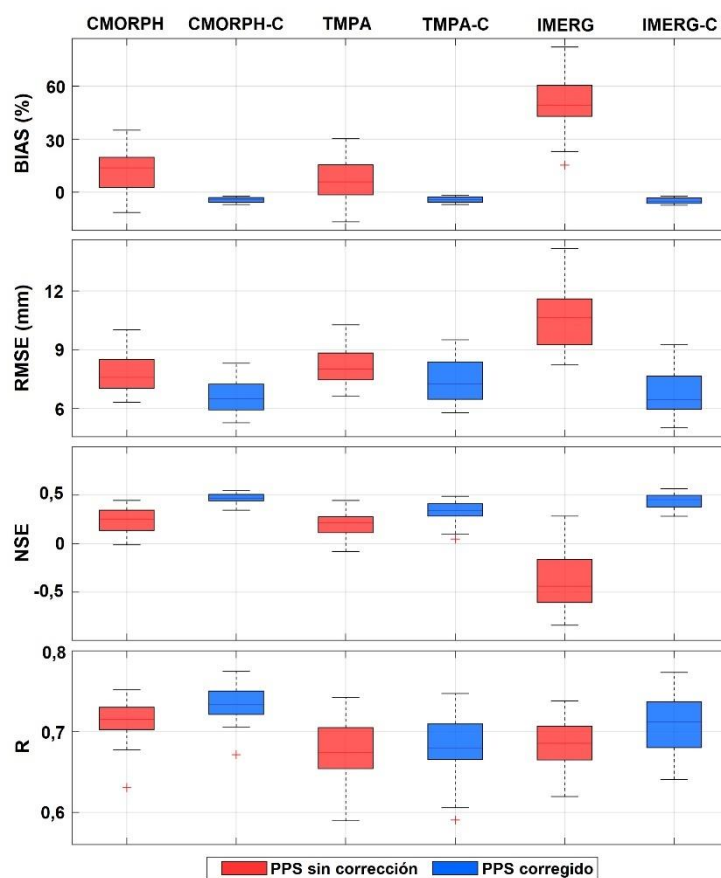 CMORPH CMORPH-C TMPA TMPA-C IMERG IMERG-C
BIAS (%)
60
30
0
RMSE (mm)
12
9
6
NSE
0,5
0
-0,5
R
0,8
0,7
0,6
PPS sin corrección PPS corregido